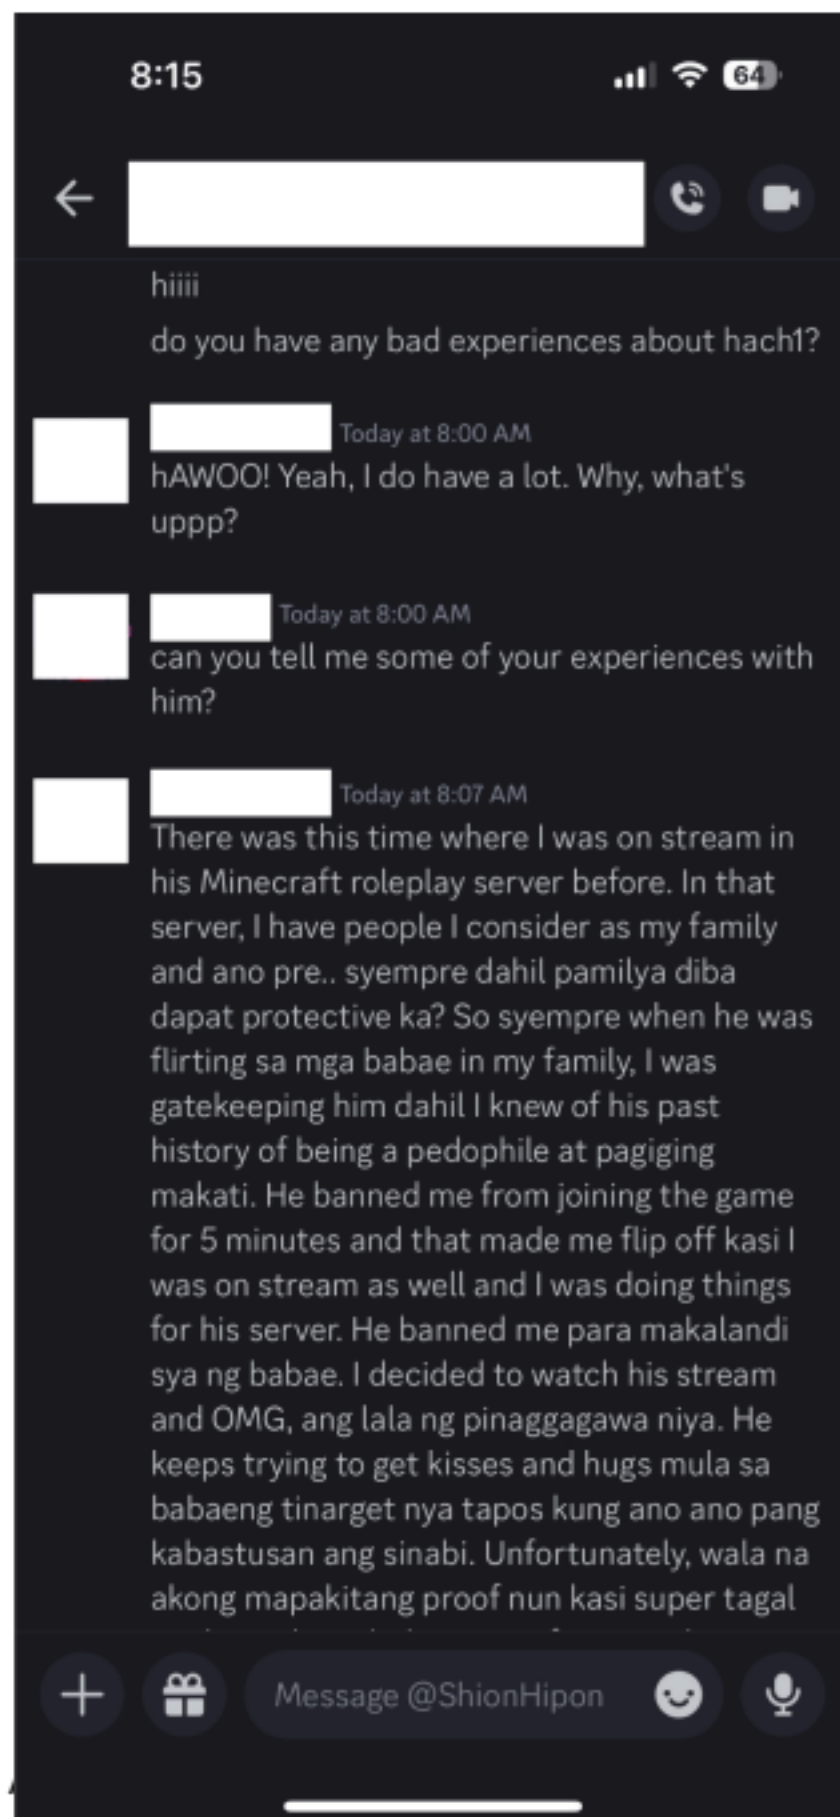 8:15
64
hiiii
do you have any bad experiences about hach1?
Today at 8:00 AM
hAWOO! Yeah, I do have a lot. Why, what's
uppp?
Today at 8:00 AM
can you tell me some of your experiences with
him?
Today at 8:07 AM
There was this time where I was on stream in
his Minecraft roleplay server before. In that
server, I have people I consider as my family
and ano pre.. syempre dahil pamilya diba
dapat protective ka? So syempre when he was
flirting sa mga babae in my family, I was
gatekeeping him dahil I knew of his past
history of being a pedophile at pagiging
makati. He banned me from joining the game
for 5 minutes and that made me flip off kasi I
was on stream as well and I was doing things
for his server. He banned me para makalandi
sya ng babae. I decided to watch his stream
and OMG, ang lala ng pinaggagawa niya. He
keeps trying to get kisses and hugs mula sa
babaeng tinarget nya tapos kung ano ano pang
kabastusan ang sinabi. Unfortunately, wala na
akong mapakitang proof nun kasi super tagal
Message @ShionHipon